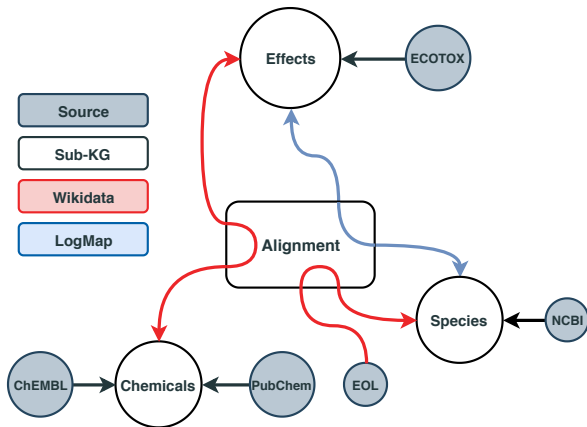 Effects
ECOTOX
Source
Sub-KG
Wikidata
LogMap
Alignment
Species
NCBI
ChEMBL
Chemicals
PubChem
EOL